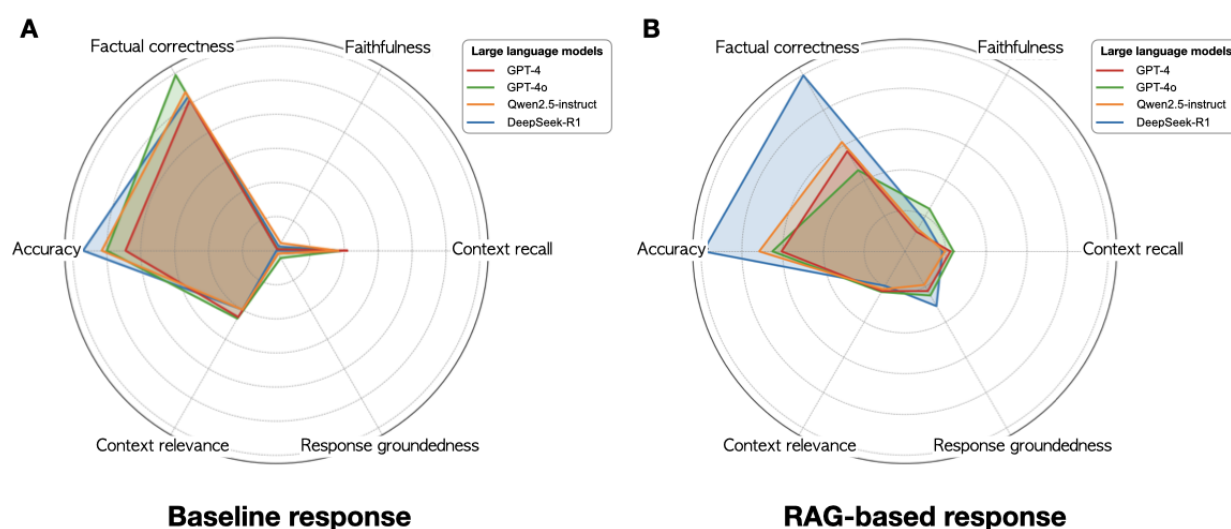 A
Factual correctness
Faithfulness
Large language models
GPT-4
GPT-4o
Qwen2.5-instruct
DeepSeek-R1
Accuracy
Context recall
Context relevance
Response groundedness
Baseline response
B
Factual correctness
Faithfulness
Large language models
GPT-4
GPT-4o
Qwen2.5-instruct
DeepSeek-R1
Accuracy
Context recall
Context relevance
Response groundedness
RAG-based response